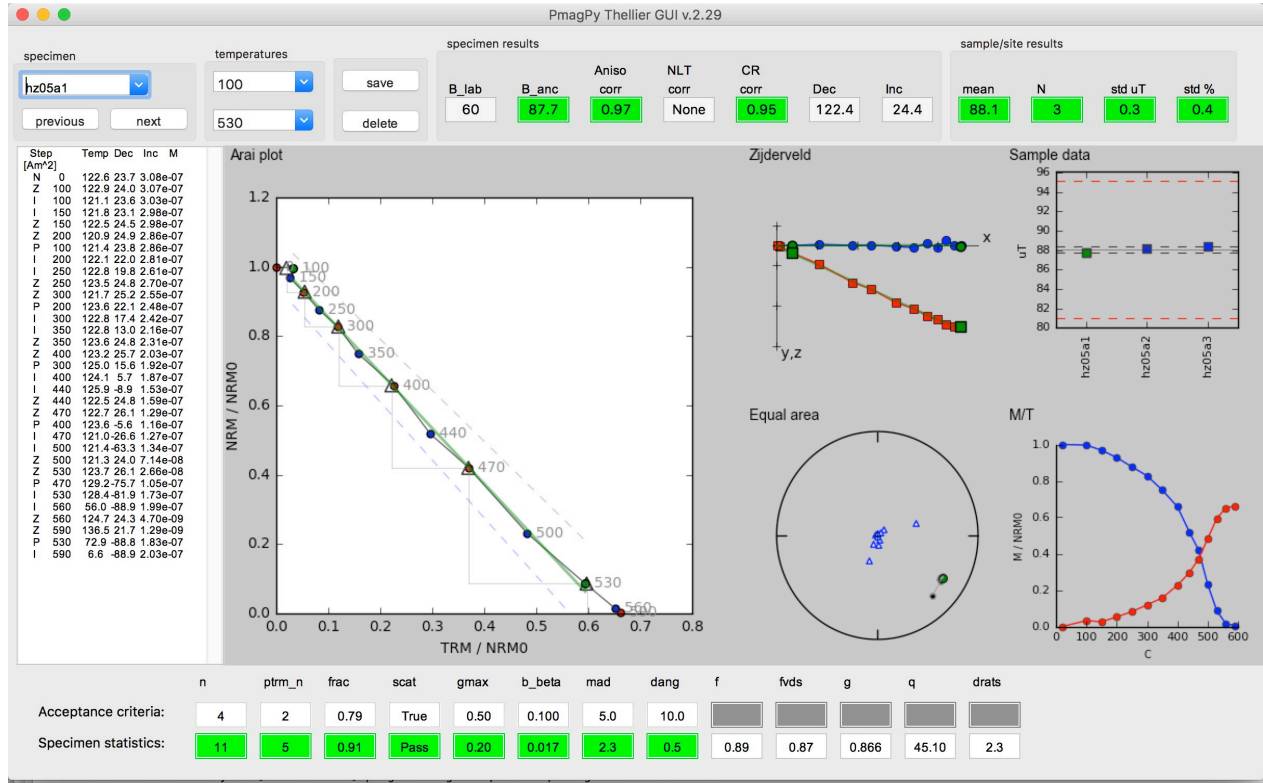 PmagPy Thellier GUI v.2.29
specimen
temperatures
specimen results
sample/site results
hz05a1
100
save
Aniso NLT CR
B_lab B_anc corr corr corr Dec Inc
mean N std uT std %
60 87.7 0.97 None 0.95 122.4 24.4
88.1 3 0.3 0.4
previous next
530
delete
Step Temp Dec Inc M
[Am^2]
N 0 122.6 23.7 3.08e-07
Z 100 122.9 24.0 3.07e-07
I 100 121.1 23.6 3.03e-07
I 150 121.8 23.1 2.98e-07
Z 150 122.5 24.5 2.98e-07
Z 200 120.9 24.9 2.86e-07
P 100 121.4 23.8 2.86e-07
I 200 122.1 22.0 2.81e-07
I 250 122.8 19.8 2.61e-07
Z 250 123.5 24.8 2.70e-07
Z 300 121.7 25.2 2.55e-07
P 200 123.6 22.1 2.48e-07
I 300 122.8 17.4 2.42e-07
I 350 122.8 13.0 2.16e-07
Z 350 123.6 24.8 2.31e-07
Z 400 123.2 25.7 2.03e-07
P 300 125.0 15.6 1.92e-07
I 400 124.1 5.7 1.87e-07
I 440 125.9 -8.9 1.53e-07
Z 440 122.5 24.8 1.59e-07
Z 470 122.7 26.1 1.29e-07
P 400 123.6 -5.6 1.16e-07
I 470 121.0 -26.6 1.27e-07
I 500 121.4 -63.3 1.34e-07
Z 500 121.3 24.0 7.14e-08
Z 530 123.7 26.1 2.66e-08
P 470 129.2 -75.7 1.05e-07
I 530 128.4 -81.9 1.73e-07
I 560 56.0 -88.9 1.99e-07
Z 560 124.7 24.3 4.70e-09
Z 590 136.5 21.7 1.29e-09
P 530 72.9 -88.8 1.83e-07
I 590 6.6 -88.9 2.03e-07
Arai plot
1.2
1.0
0.8
0.6
0.4
0.2
0.0
NRM / NRM0
100
150
200
250
300
350
400
440
470
500
530
560
0.0 0.1 0.2 0.3 0.4 0.5 0.6 0.7 0.8
TRM / NRM0
Zijderveld
x
y,z
Sample data
96
94
92
90
88
86
84
82
80
uT
hz05a1 hz05a2 hz05a3
Equal area
M/T
1.0
0.8
0.6
0.4
0.2
0.0
M / NRM0
0 100 200 300 400 500 600
C
n ptrm_n frac scat gmax b_beta mad dang f fvds g q drats
Acceptance criteria: 4 2 0.79 True 0.50 0.100 5.0 10.0
Specimen statistics: 11 5 0.91 Pass 0.20 0.017 2.3 0.5 0.89 0.87 0.866 45.10 2.3